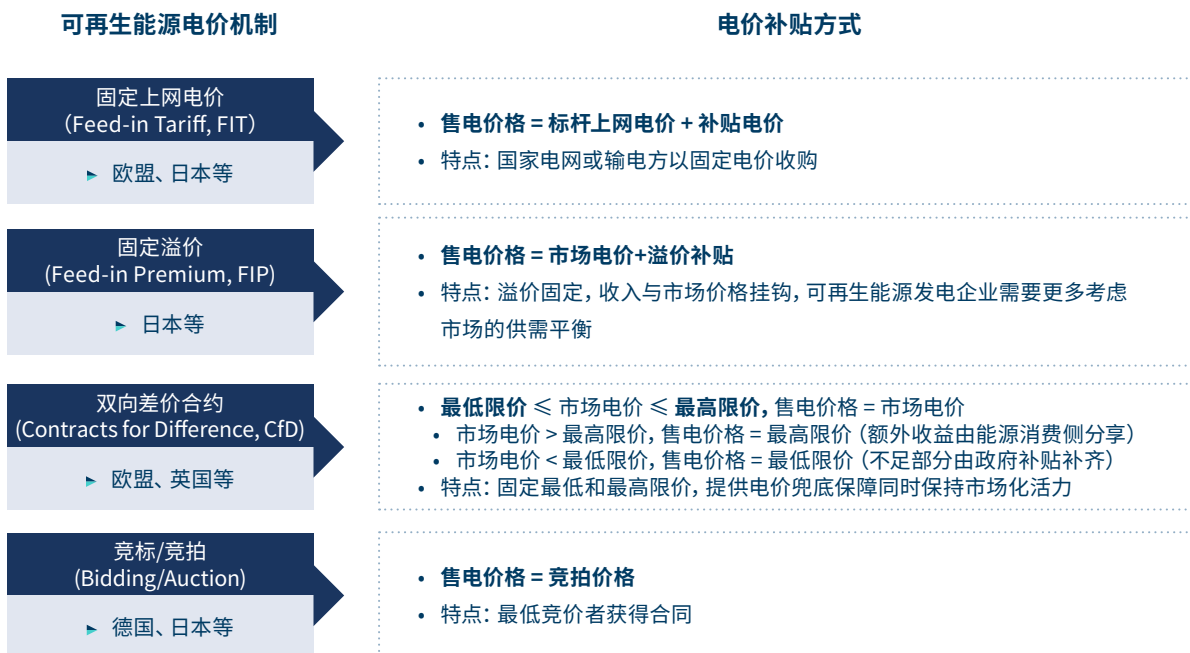 可再生能源电价机制
电价补贴方式
固定上网电价
(Feed-in Tariff, FIT)
欧盟、日本等
• 售电价格 = 标杆上网电价 + 补贴电价
• 特点：国家电网或输电方以固定电价收购
固定溢价
(Feed-in Premium, FIP)
日本等
• 售电价格 = 市场电价+溢价补贴
• 特点：溢价固定，收入与市场价格挂钩，可再生能源发电企业需要更多考虑
市场的供需平衡
双向差价合约
(Contracts for Difference, CfD)
欧盟、英国等
• 最低限价 ≤ 市场电价 ≤ 最高限价，售电价格 = 市场电价
• 市场电价 > 最高限价，售电价格 = 最高限价（额外收益由能源消费侧分享）
• 市场电价 < 最低限价，售电价格 = 最低限价（不足部分由政府补贴补齐）
• 特点：固定最低和最高限价，提供电价兜底保障同时保持市场化活力
竞标/竞拍
(Bidding/Auction)
德国、日本等
• 售电价格 = 竞拍价格
• 特点：最低竞价者获得合同